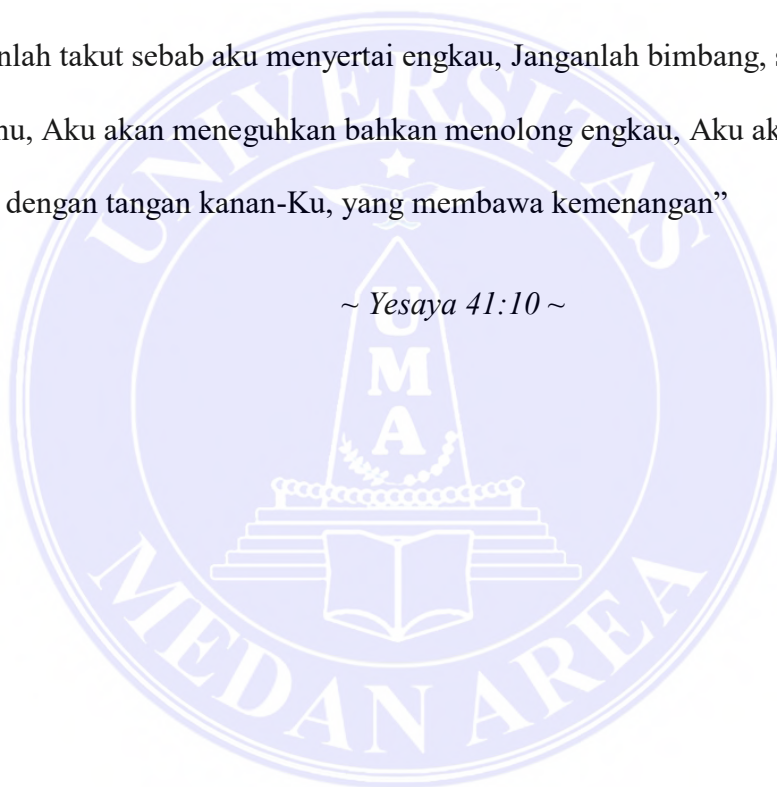 nlah takut sebab aku menyertai engkau, Janganlah bimbang, s
nu, Aku akan meneguhkan bahkan menolong engkau, Aku ak
dengan tangan kanan-Ku, yang membawa kemenangan”
~ Yesaya 41:10 ~
UNIVERSITAS
UMA
MEDAN AREA